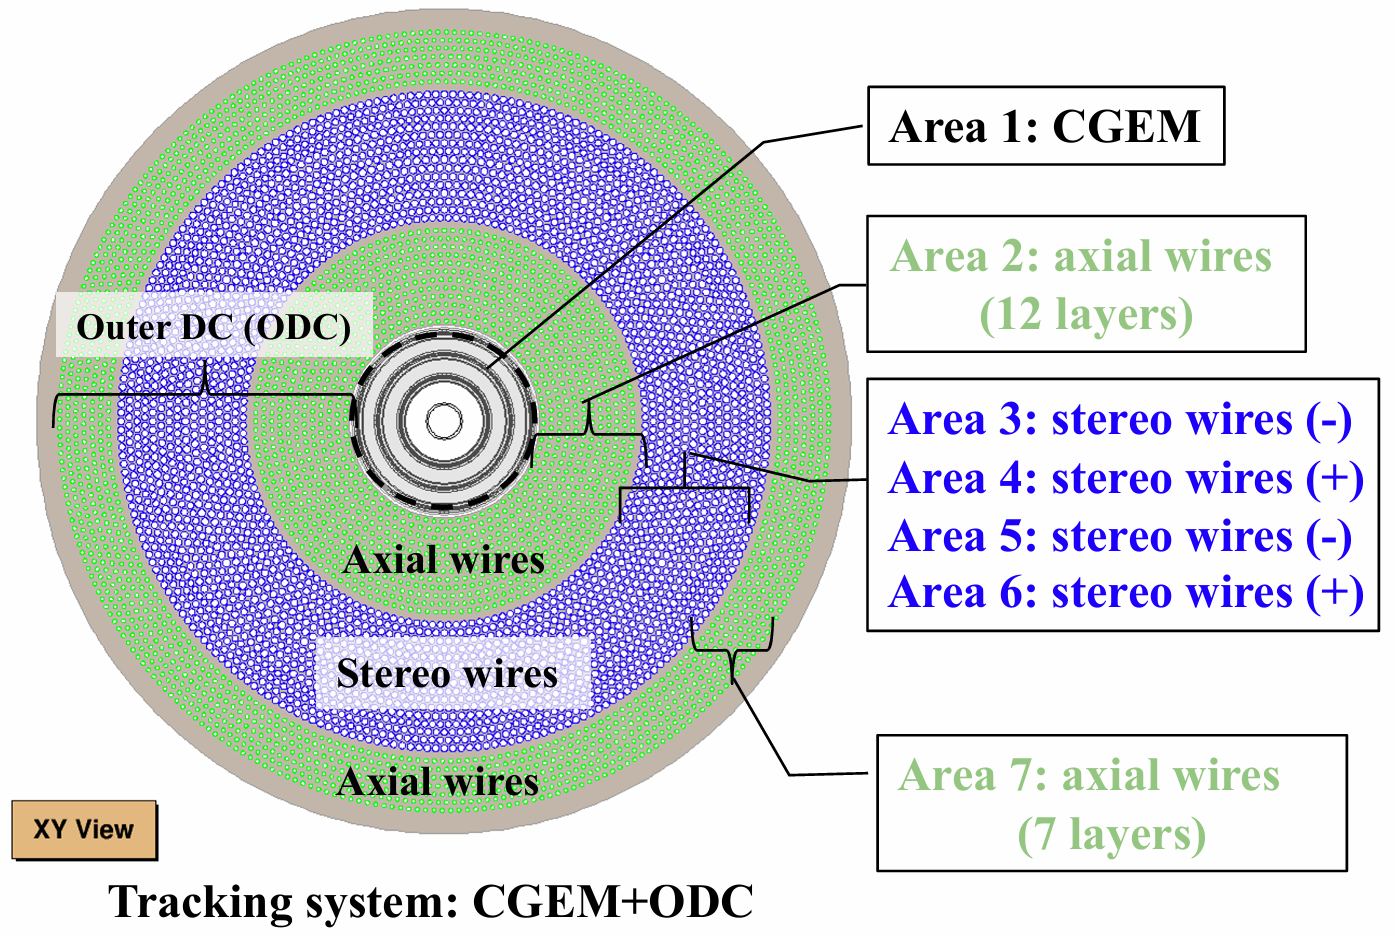 Area 1: CGEM
Area 2: axial wires
(12 layers)
Outer DC (ODC)
Area 3: stereo wires (-)
Area 4: stereo wires (+)
Area 5: stereo wires (-)
Area 6: stereo wires (+)
Axial wires
Stereo wires
Axial wires
Area 7: axial wires
(7 layers)
XY View
Tracking system: CGEM+ODC